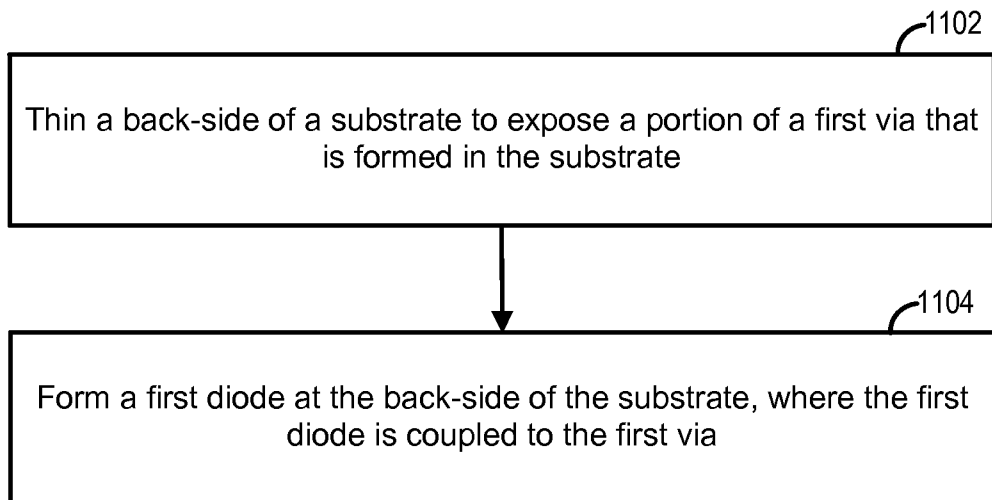 1102
Thin a back-side of a substrate to expose a portion of a first via that
is formed in the substrate
1104
Form a first diode at the back-side of the substrate, where the first
diode is coupled to the first via